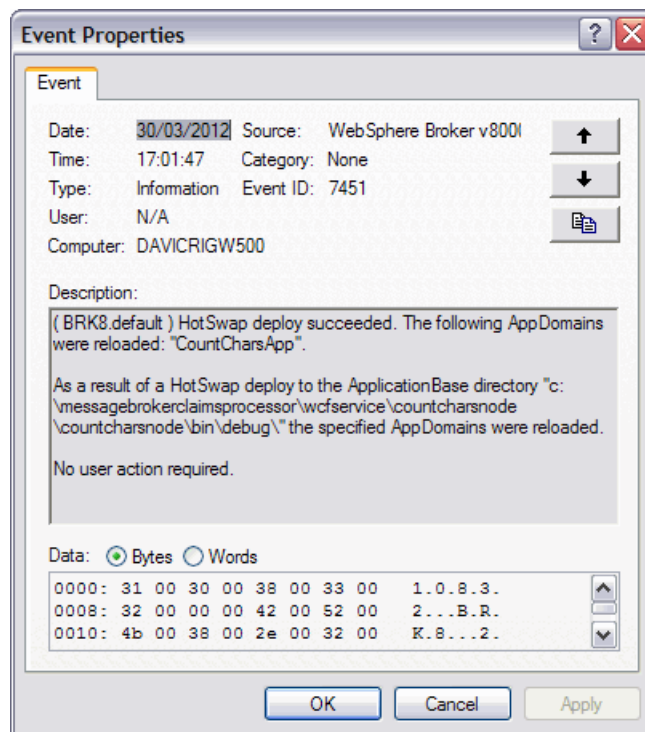 Event Properties
Event
Date: 30/03/2012 Source: WebSphere Broker v800
Time: 17:01:47 Category: None
Type: Information Event ID: 7451
User: N/A
Computer: DAVICRIGW500
Description:
( BRK8.default ) HotSwap deploy succeeded. The following AppDomains
were reloaded: "CountCharsApp".
As a result of a HotSwap deploy to the ApplicationBase directory "c:
\messagebrokerclaimsprocessor\wcfservice\countcharsnode
\countcharsnode\bin\debug\" the specified AppDomains were reloaded.
No user action required.
Data: Bytes Words
0000: 31 00 30 00 38 00 33 00 1.0.8.3.
0008: 32 00 00 00 42 00 52 00 2...B.R.
0010: 4b 00 38 00 2e 00 32 00 K.8...2.
OK Cancel Apply